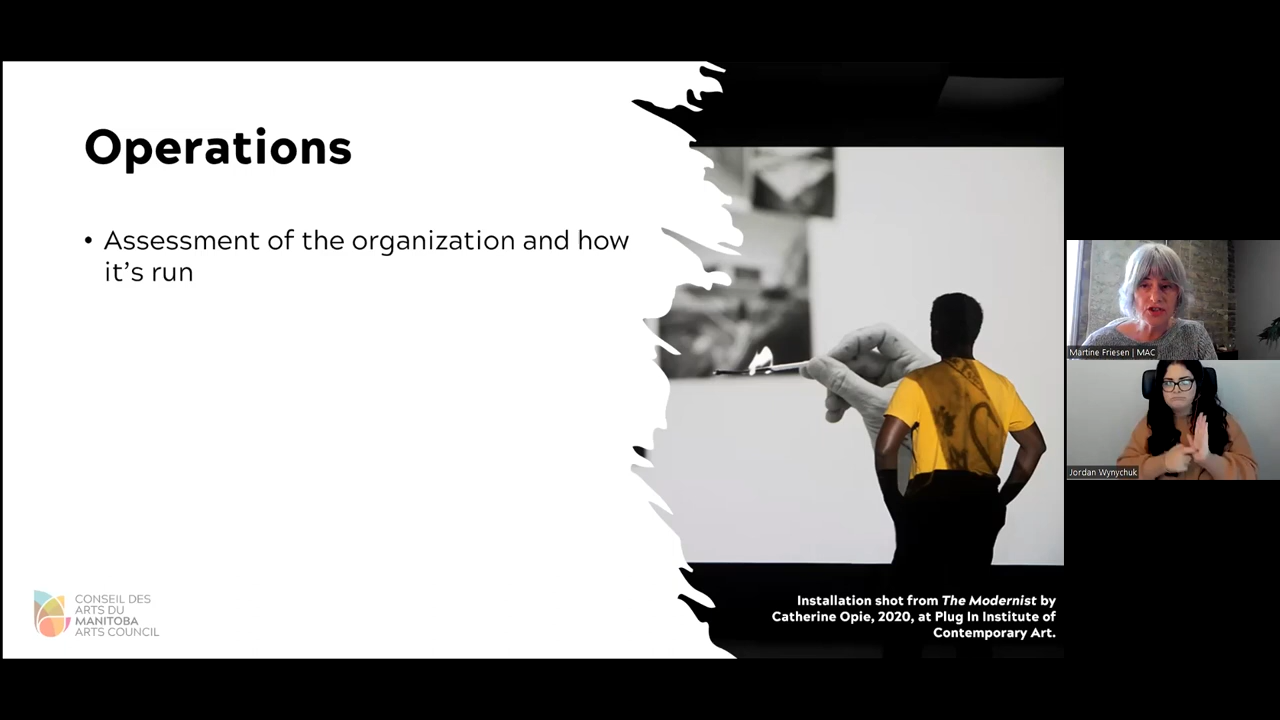 Operations
• Assessment of the organization and how
it's run
CONSEIL DES
ARTS DU
MANITOBA
ARTS COUNCIL
Installation shot from The Modernist by
Catherine Opie, 2020, at Plug In Institute of
Contemporary Art.
Martine Friesen | MAC
Jordan Wynychuk